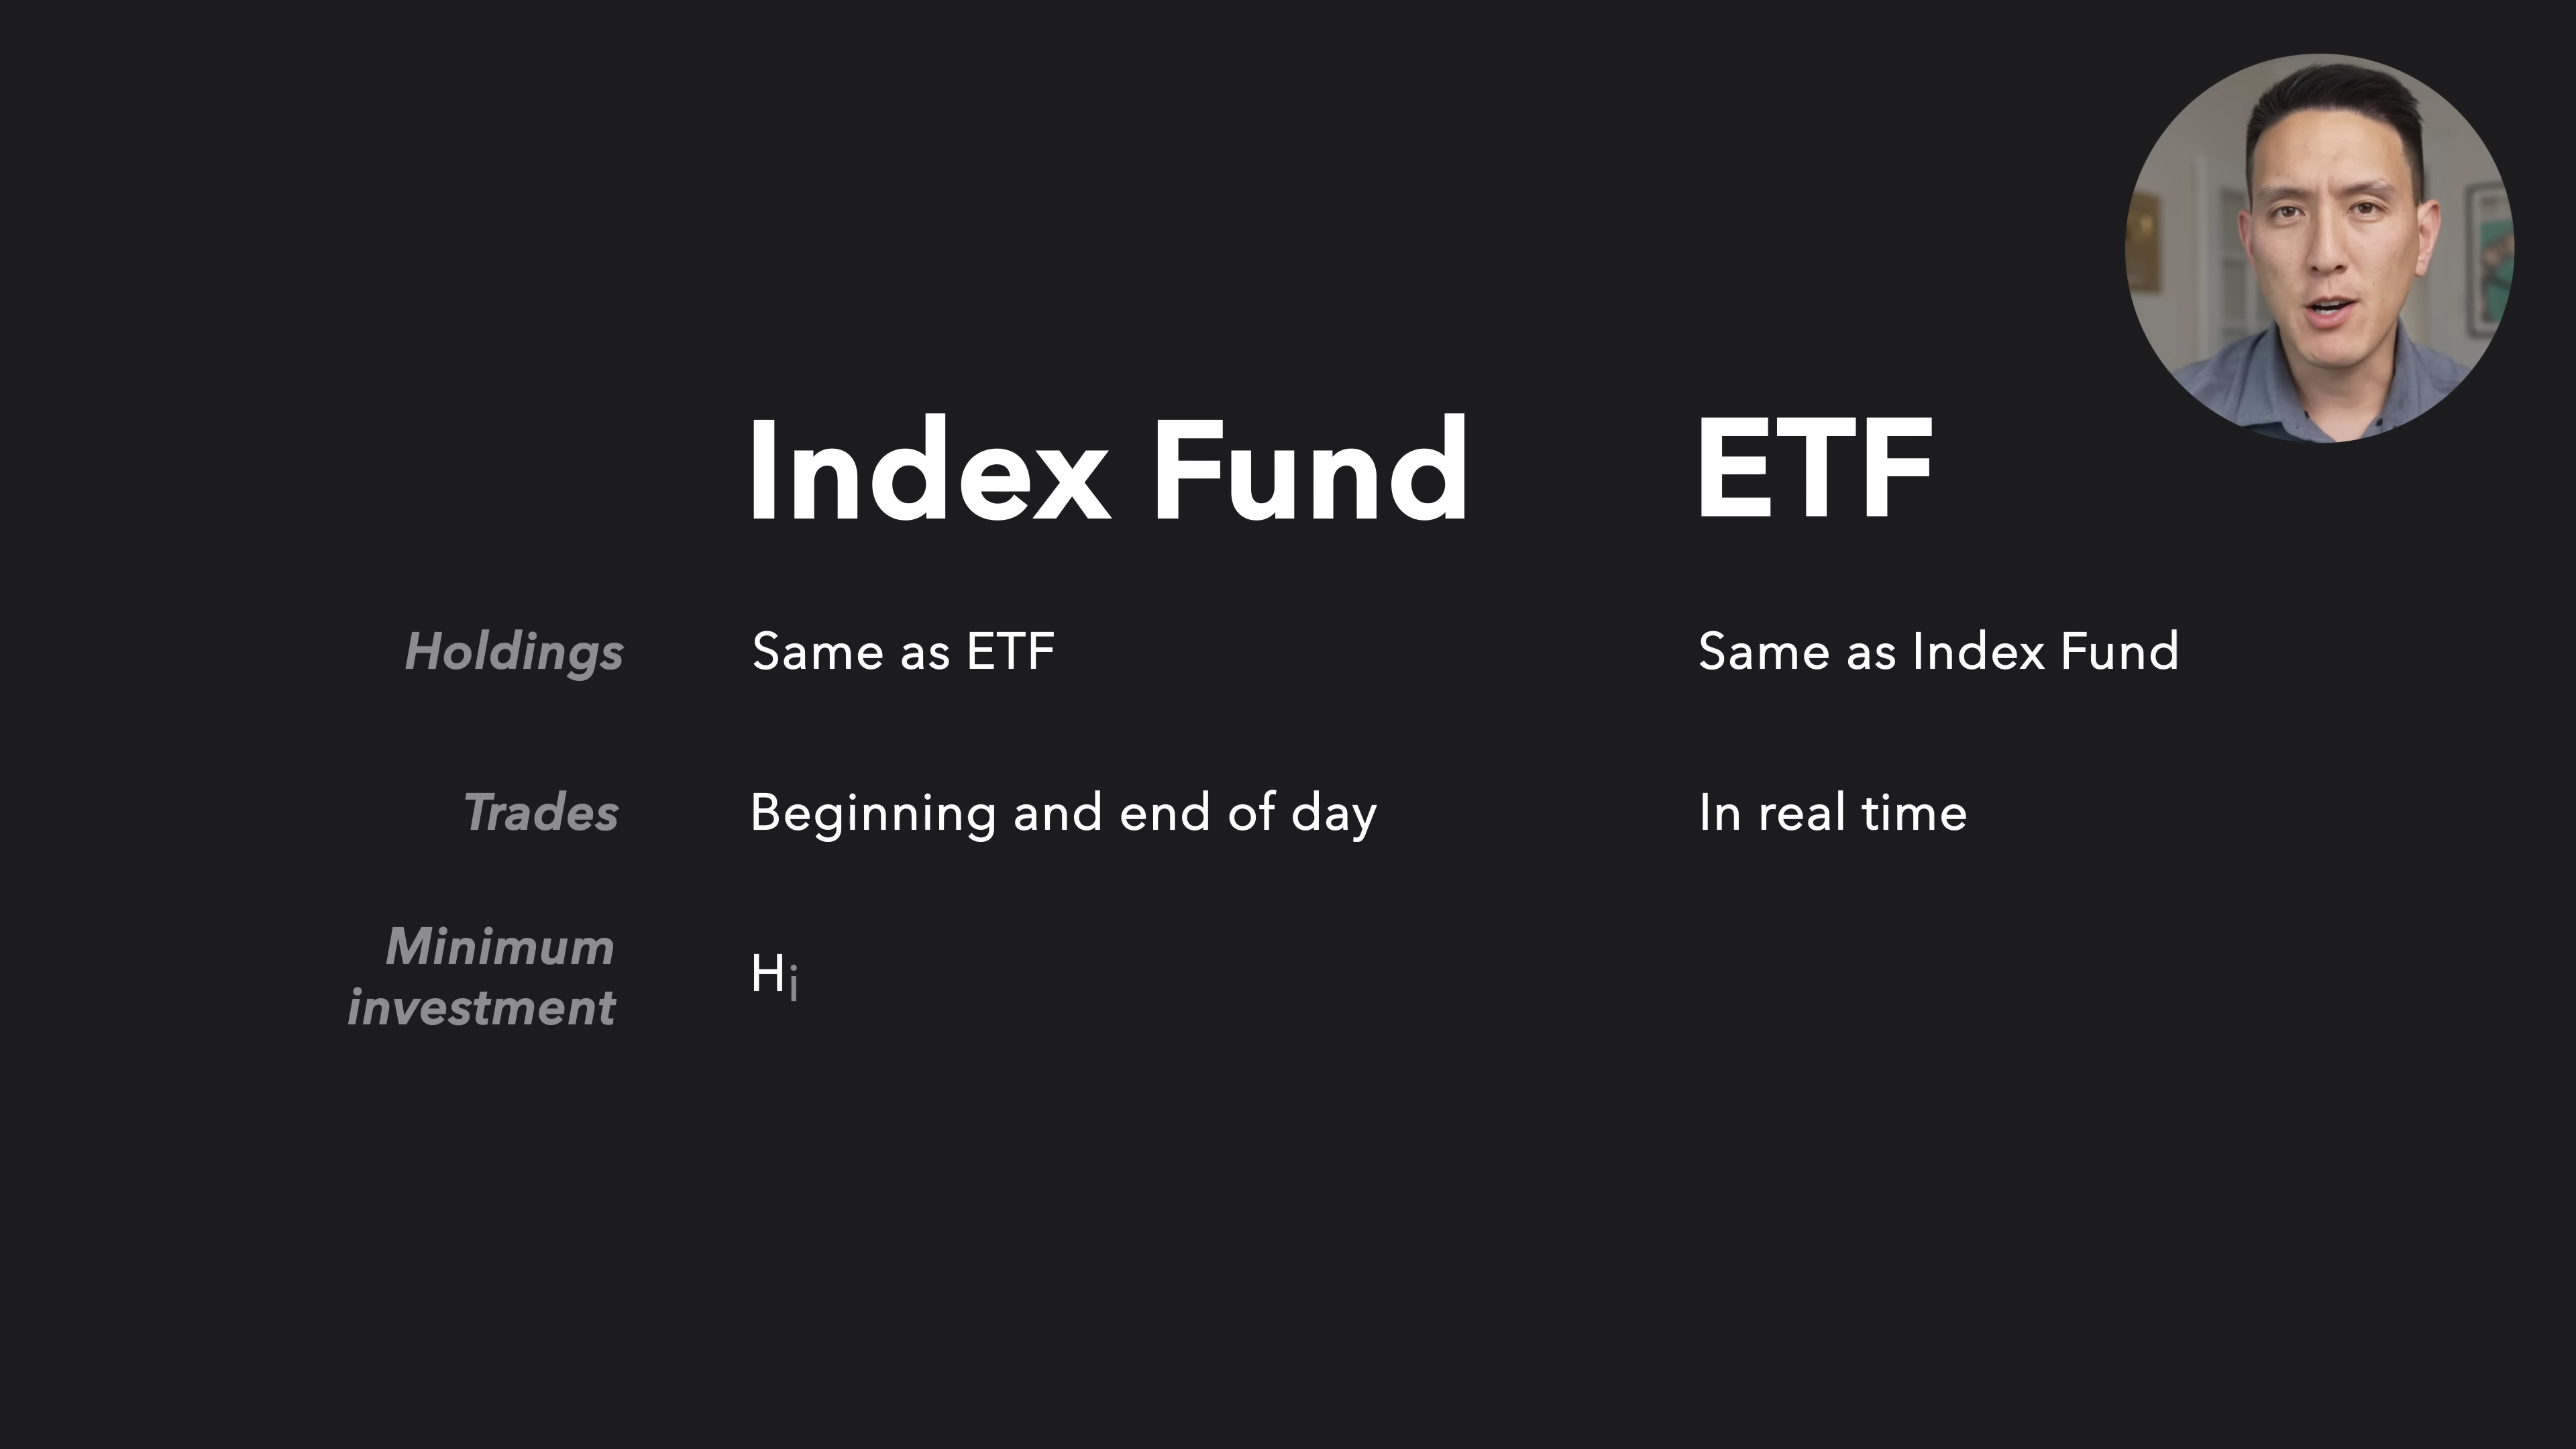 Index Fund ETF
Holdings Same as ETF Same as Index Fund
Trades Beginning and end of day In real time
Minimum
investment
Hi